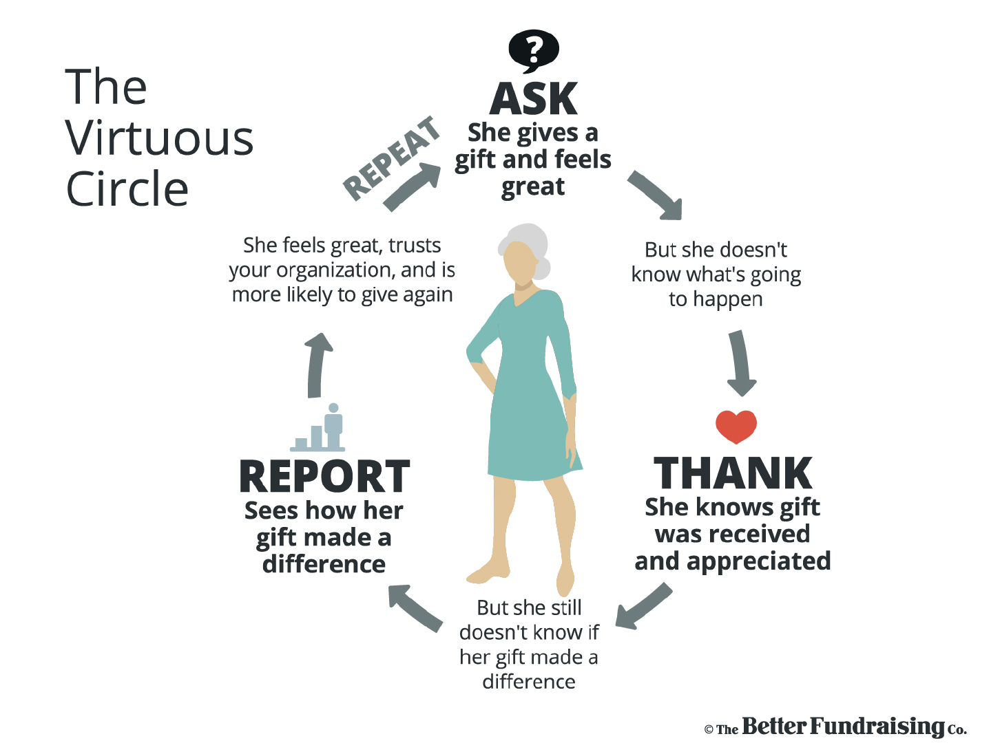 The
Virtuous
Circle
?
ASK
She gives a
gift and feels
great
But she doesn't
know what's going
to happen
THANK
She knows gift
was received
and appreciated
But she still
doesn't know if
her gift made a
difference
REPORT
Sees how her
gift made a
difference
She feels great, trusts
your organization, and is
more likely to give again
REPEAT
© The Better Fundraising Co.